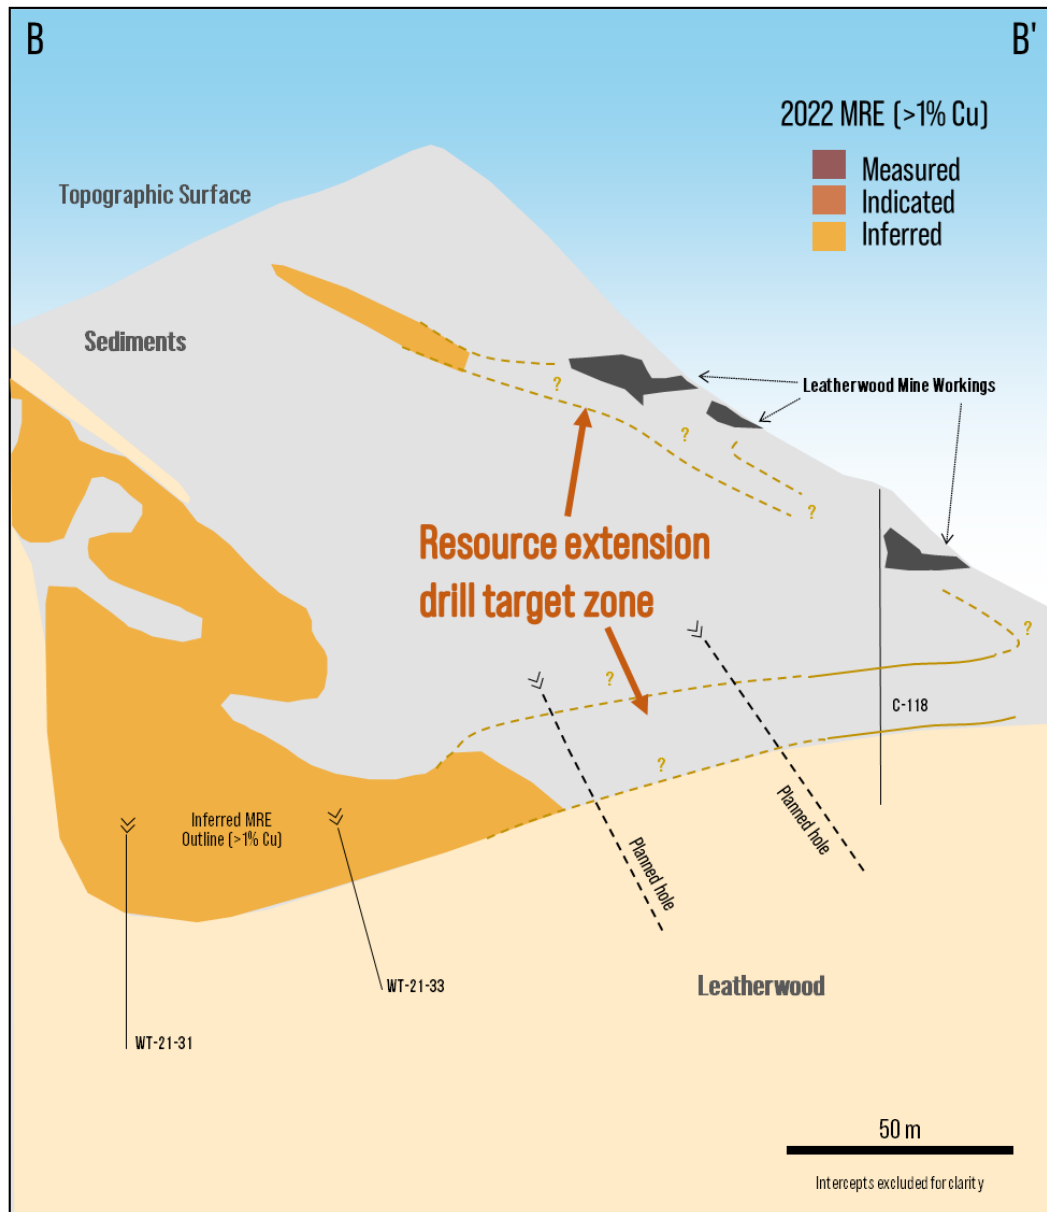 B
B'
2022 MRE (>1% Cu)
Measured
Indicated
Inferred
Topographic Surface
Sediments
Leatherwood Mine Workings
?
?
?
Resource extension
drill target zone
?
?
C-118
?
Inferred MRE
Outline (>1% Cu)
Planned hole
Planned hole
WT-21-33
Leatherwood
WT-21-31
50 m
Intercepts excluded for clarity